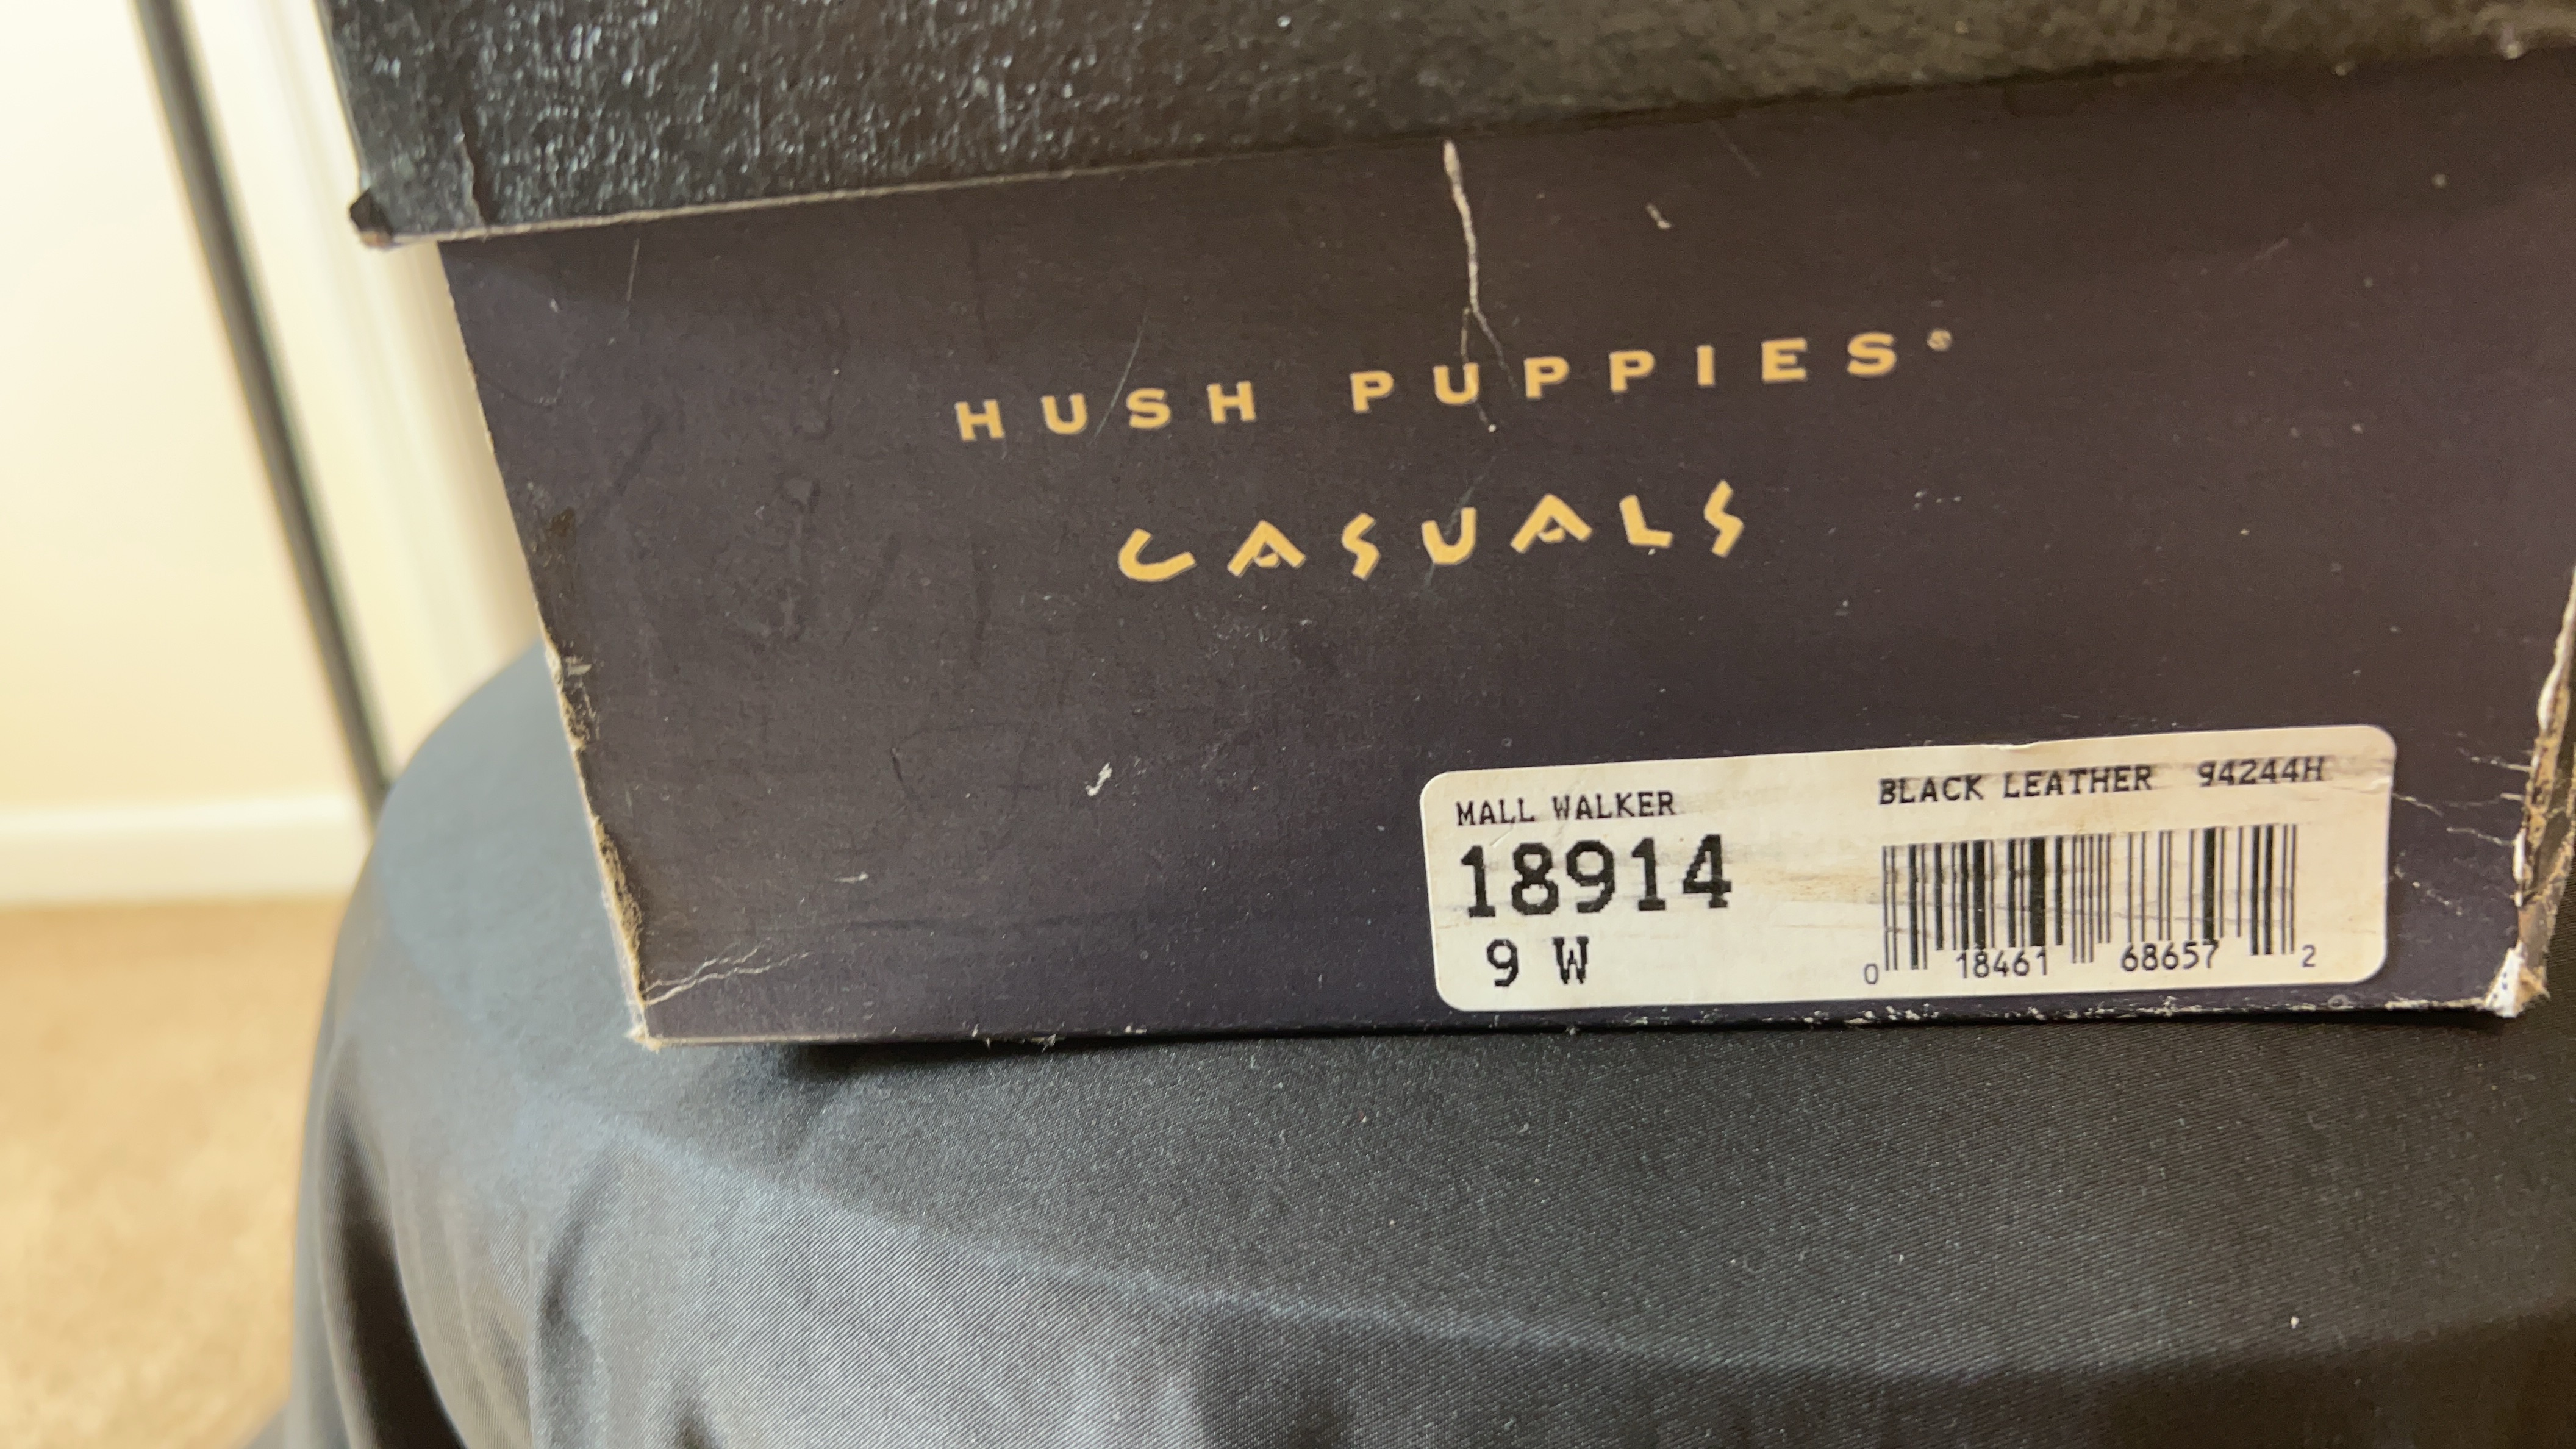 HUSH PUPPIES®
CASUALS
MALL WALKER BLACK LEATHER 94244H
18914
9 W
0 18461 68657 2